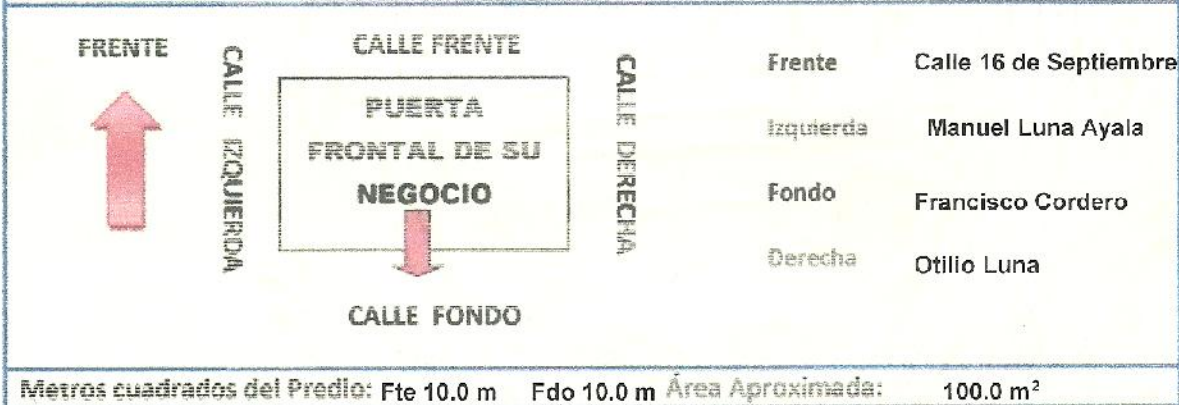 FRENTE
CALLE IZQUIERDA
CALLE FRENTE
PUERTA
FRONTAL DE SU
NEGOCIO
CALLE DERECHA
CALLE FONDO
Frente Calle 16 de Septiembre
Izquierda Manuel Luna Ayala
Fondo Francisco Cordero
Derecha Otilio Luna
Metros cuadrados del Predio: Fte 10.0 m Fdo 10.0 m Área Aproximada: 100.0 m²